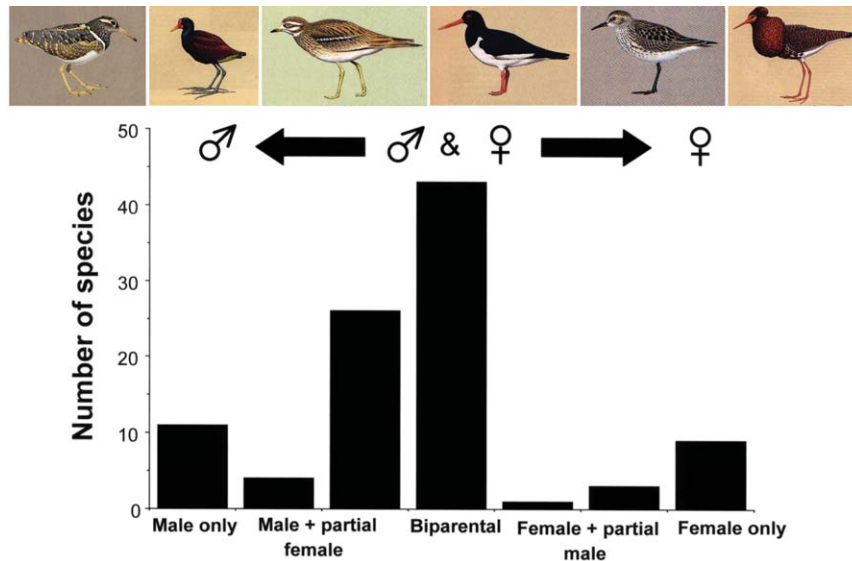 ♂ ♂ & ♀ ♀
50
40
30
20
10
0
Number of species
Male only
Male + partial
female
Biparental
Female + partial
male
Female only